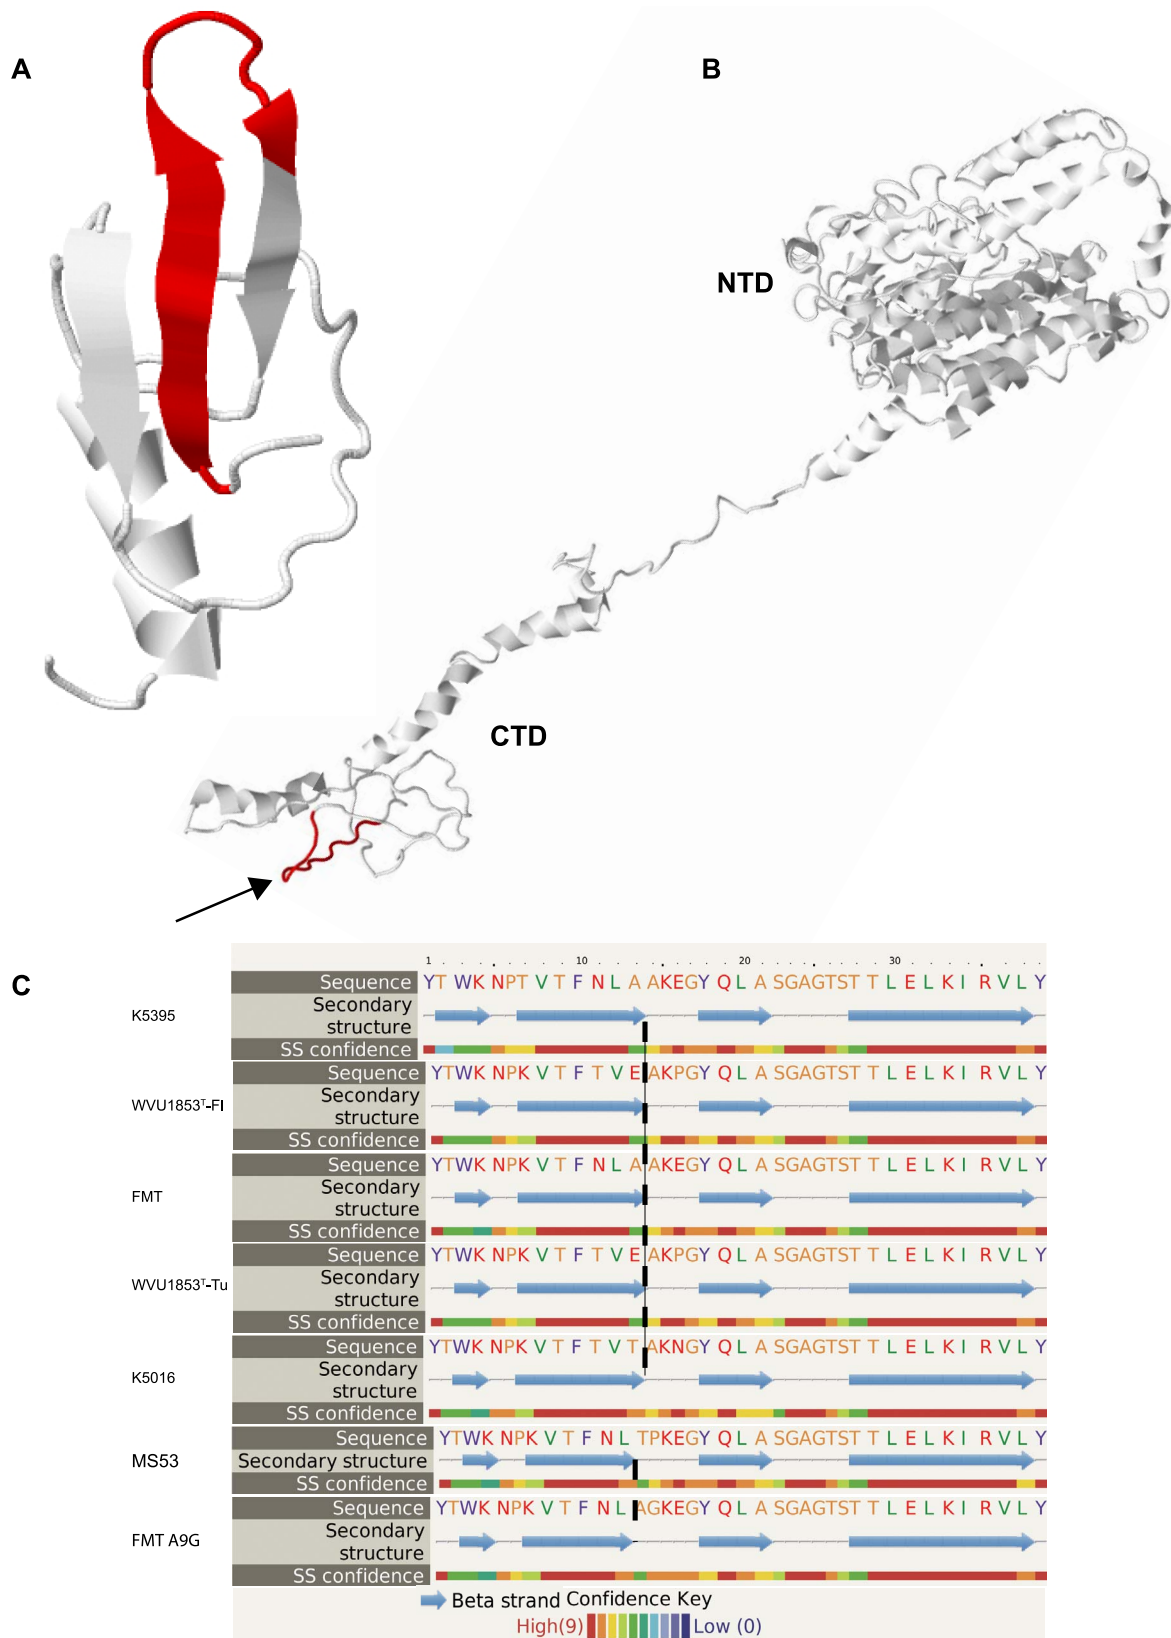 A
B
NTD
CTD
C
1 10 20 30
Sequence YTWKNPTVTFNLAAKEGYQLASGAGTSTTLELKIRVLY
K5395
Secondary
structure
SS confidence
Sequence YTWKNPKVTFTVEAKPGYQLASGAGTSTTLELKIRVLY
WVU1853ᵀ-Fl
Secondary
structure
SS confidence
Sequence YTWKNPKVTFNLAAKEGYQLASGAGTSTTLELKIRVLY
FMT
Secondary
structure
SS confidence
Sequence YTWKNPKVTFTVEAKPGYQLASGAGTSTTLELKIRVLY
WVU1853ᵀ-Tu
Secondary
structure
SS confidence
Sequence YTWKNPKVTFTVTAKNGYQLASGAGTSTTLELKIRVLY
K5016
Secondary
structure
SS confidence
Sequence YTWKNPKVTFNLTPKEGYQLASGAGTSTTLELKIRVLY
MS53 Secondary structure
SS confidence
Sequence YTWKNPKVTFNLAGKEGYQLASGAGTSTTLELKIRVLY
FMT A9G
Secondary
structure
SS confidence
Beta strand Confidence Key
High(9) Low (0)